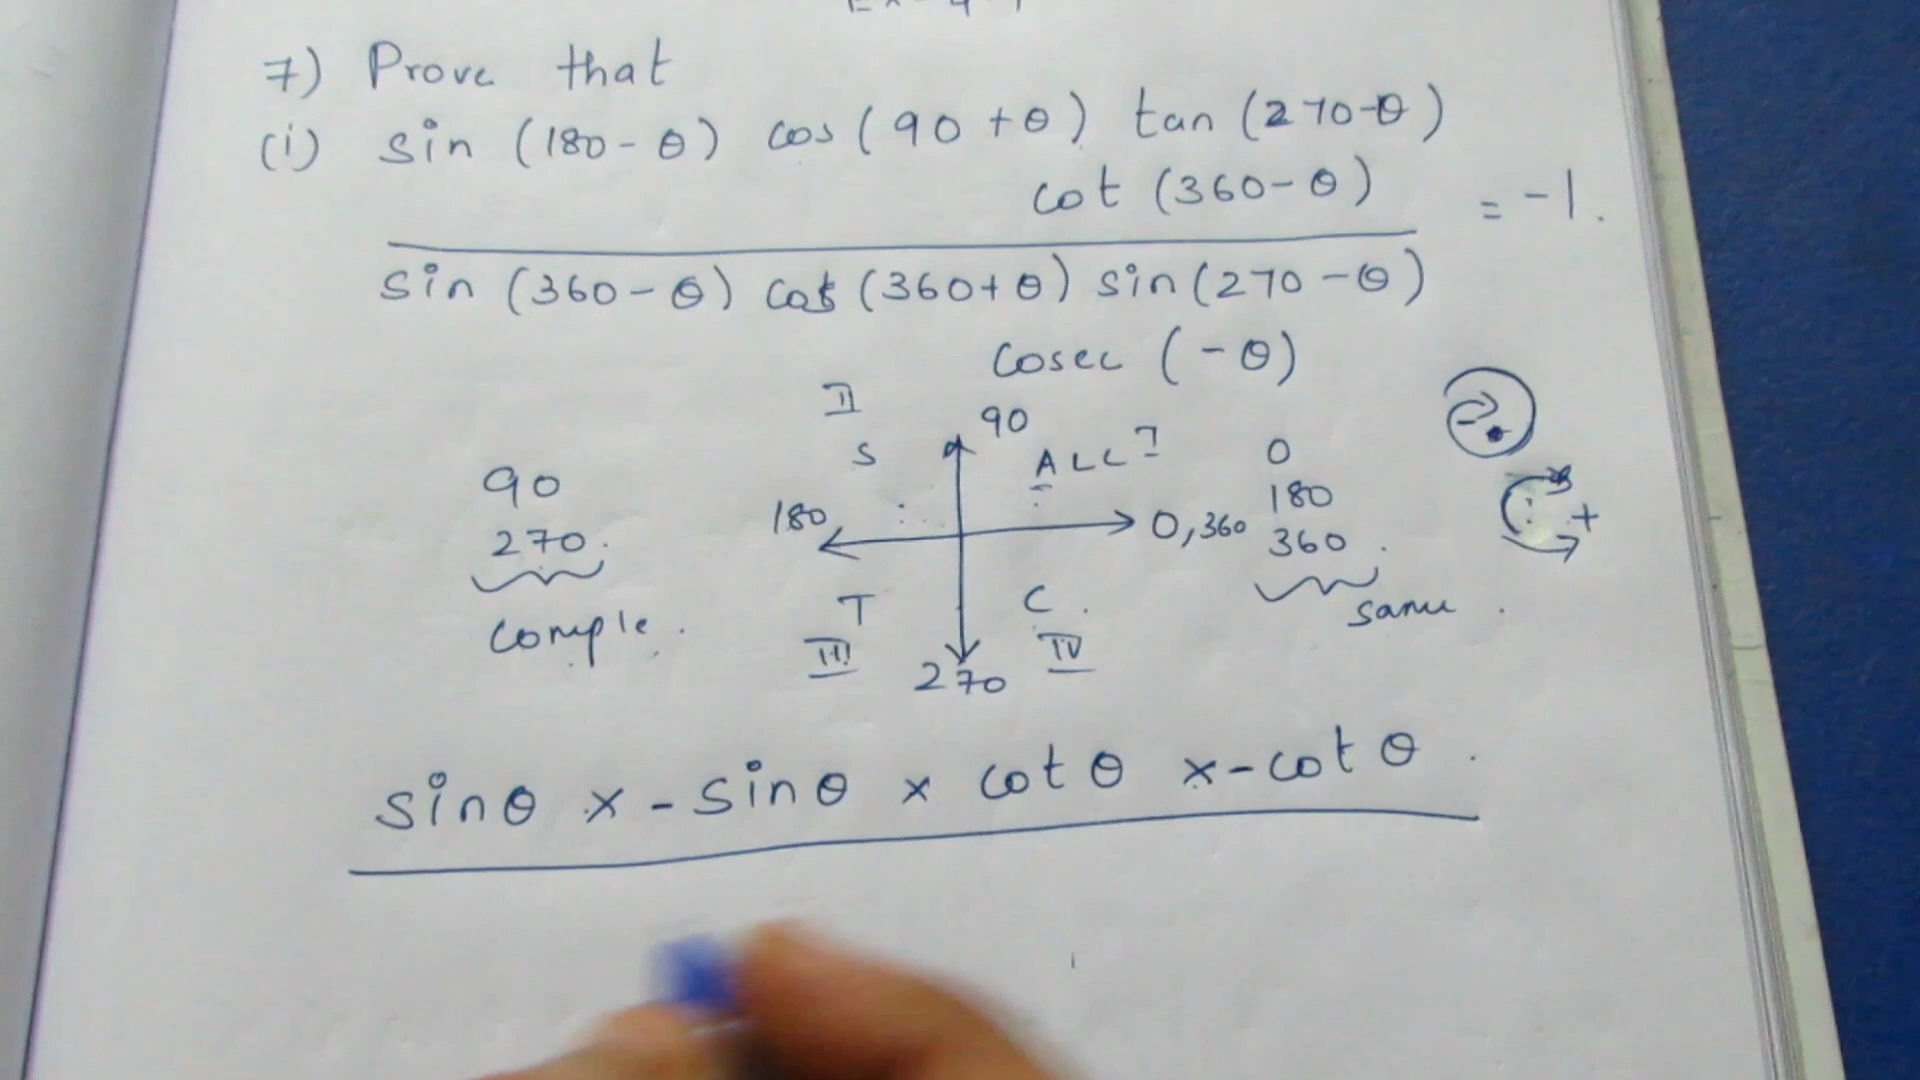 7) Prove that
(i) sin (180-θ) cos(90+θ) tan(270-θ)
cot (360-θ)
= -1.
sin (360-θ) cos (360+θ) sin(270-θ)
cosec (-θ)
II
90
S
ALL I
0
90
180
180
0,360
270.
360.
comple.
T
C.
same.
III
IV
270
-
+
sinθ x -sinθ x cotθ x-cotθ.